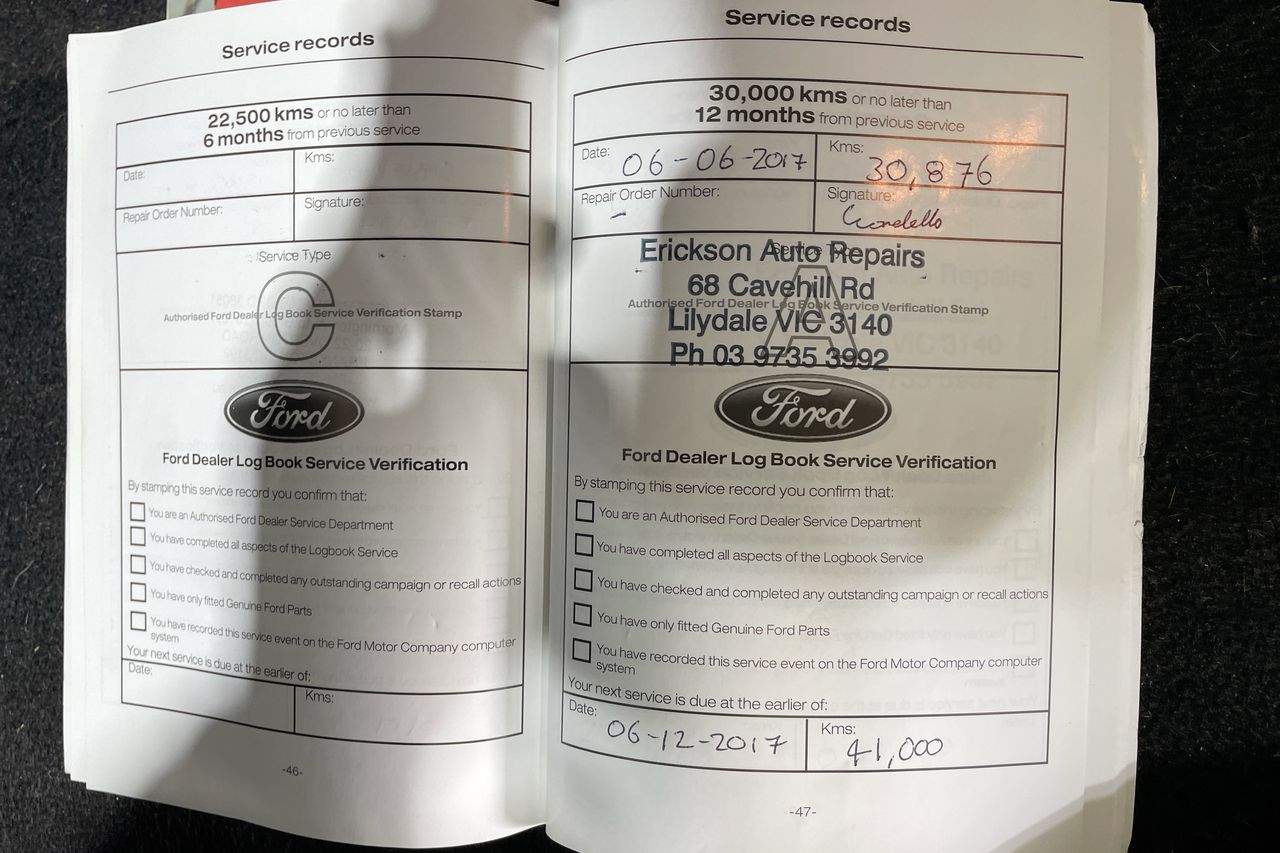 Service records
22,500 kms or no later than
6 months from previous service
Date:
Kms:
Repair Order Number:
Signature:
Service Type
C
Authorised Ford Dealer Log Book Service Verification Stamp
Ford
Ford Dealer Log Book Service Verification
By stamping this service record you confirm that:
You are an Authorised Ford Dealer Service Department
You have completed all aspects of the Logbook Service
You have checked and completed any outstanding campaign or recall actions
You have only fitted Genuine Ford Parts
You have recorded this service event on the Ford Motor Company computer
system
Your next service is due at the earlier of:
Date:
Kms:
-46-
Service records
30,000 kms or no later than
12 months from previous service
Date: 06-06-2017
Kms: 30,876
Repair Order Number:
-
Signature:
Service Type
Erickson Auto Repairs
68 Cavehill Rd
A
Authorised Ford Dealer Log Book Service Verification Stamp
Lilydale VIC 3140
Ph 03 9735 3992
Ford
Ford Dealer Log Book Service Verification
By stamping this service record you confirm that:
You are an Authorised Ford Dealer Service Department
You have completed all aspects of the Logbook Service
You have checked and completed any outstanding campaign or recall actions
You have only fitted Genuine Ford Parts
You have recorded this service event on the Ford Motor Company computer
system
Your next service is due at the earlier of:
Date: 06-12-2017
Kms: 41,000
-47-